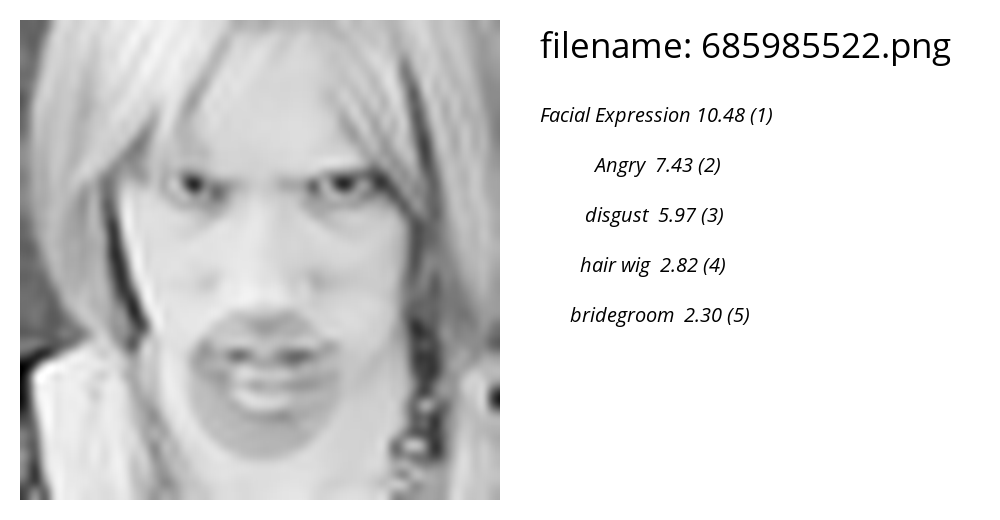 filename: 685985522.png
Facial Expression 10.48 (1)
Angry 7.43 (2)
disgust 5.97 (3)
hair wig 2.82 (4)
bridegroom 2.30 (5)